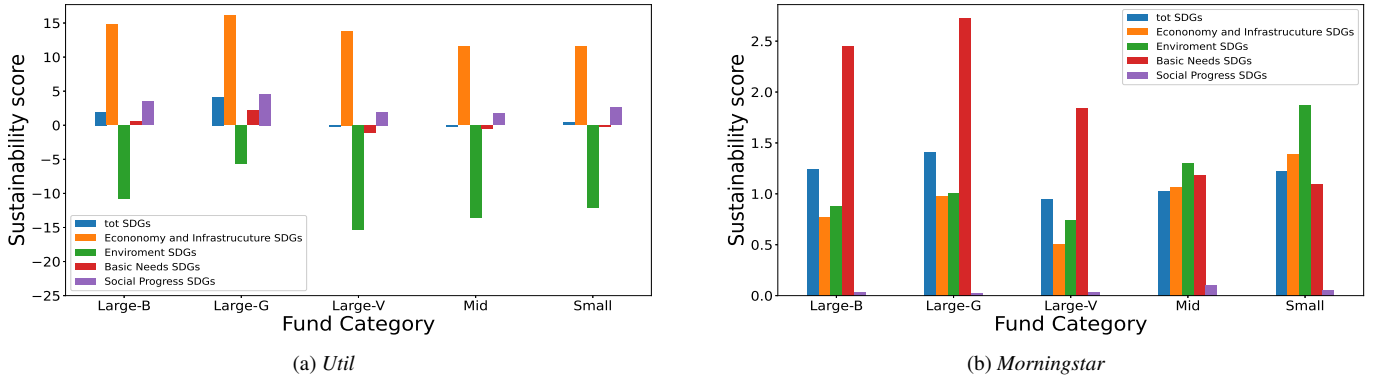 Sustainability score
15
10
5
0
−5
−10
−15
−20
−25
tot SDGs
Econonomy and Infrastrucuture SDGs
Enviroment SDGs
Basic Needs SDGs
Social Progress SDGs
Large-B Large-G Large-V Mid Small
Fund Category
(a) Util
Sustainability score
2.5
2.0
1.5
1.0
0.5
0.0
tot SDGs
Econonomy and Infrastrucuture SDGs
Enviroment SDGs
Basic Needs SDGs
Social Progress SDGs
Large-B Large-G Large-V Mid Small
Fund Category
(b) Morningstar